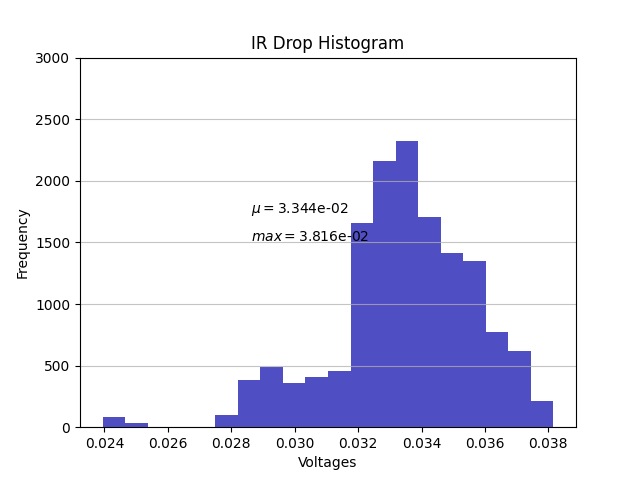 IR Drop Histogram
3000
2500
2000
1500
1000
500
0
Frequency
μ = 3.344e-02
max = 3.816e-02
0.024 0.026 0.028 0.030 0.032 0.034 0.036 0.038
Voltages